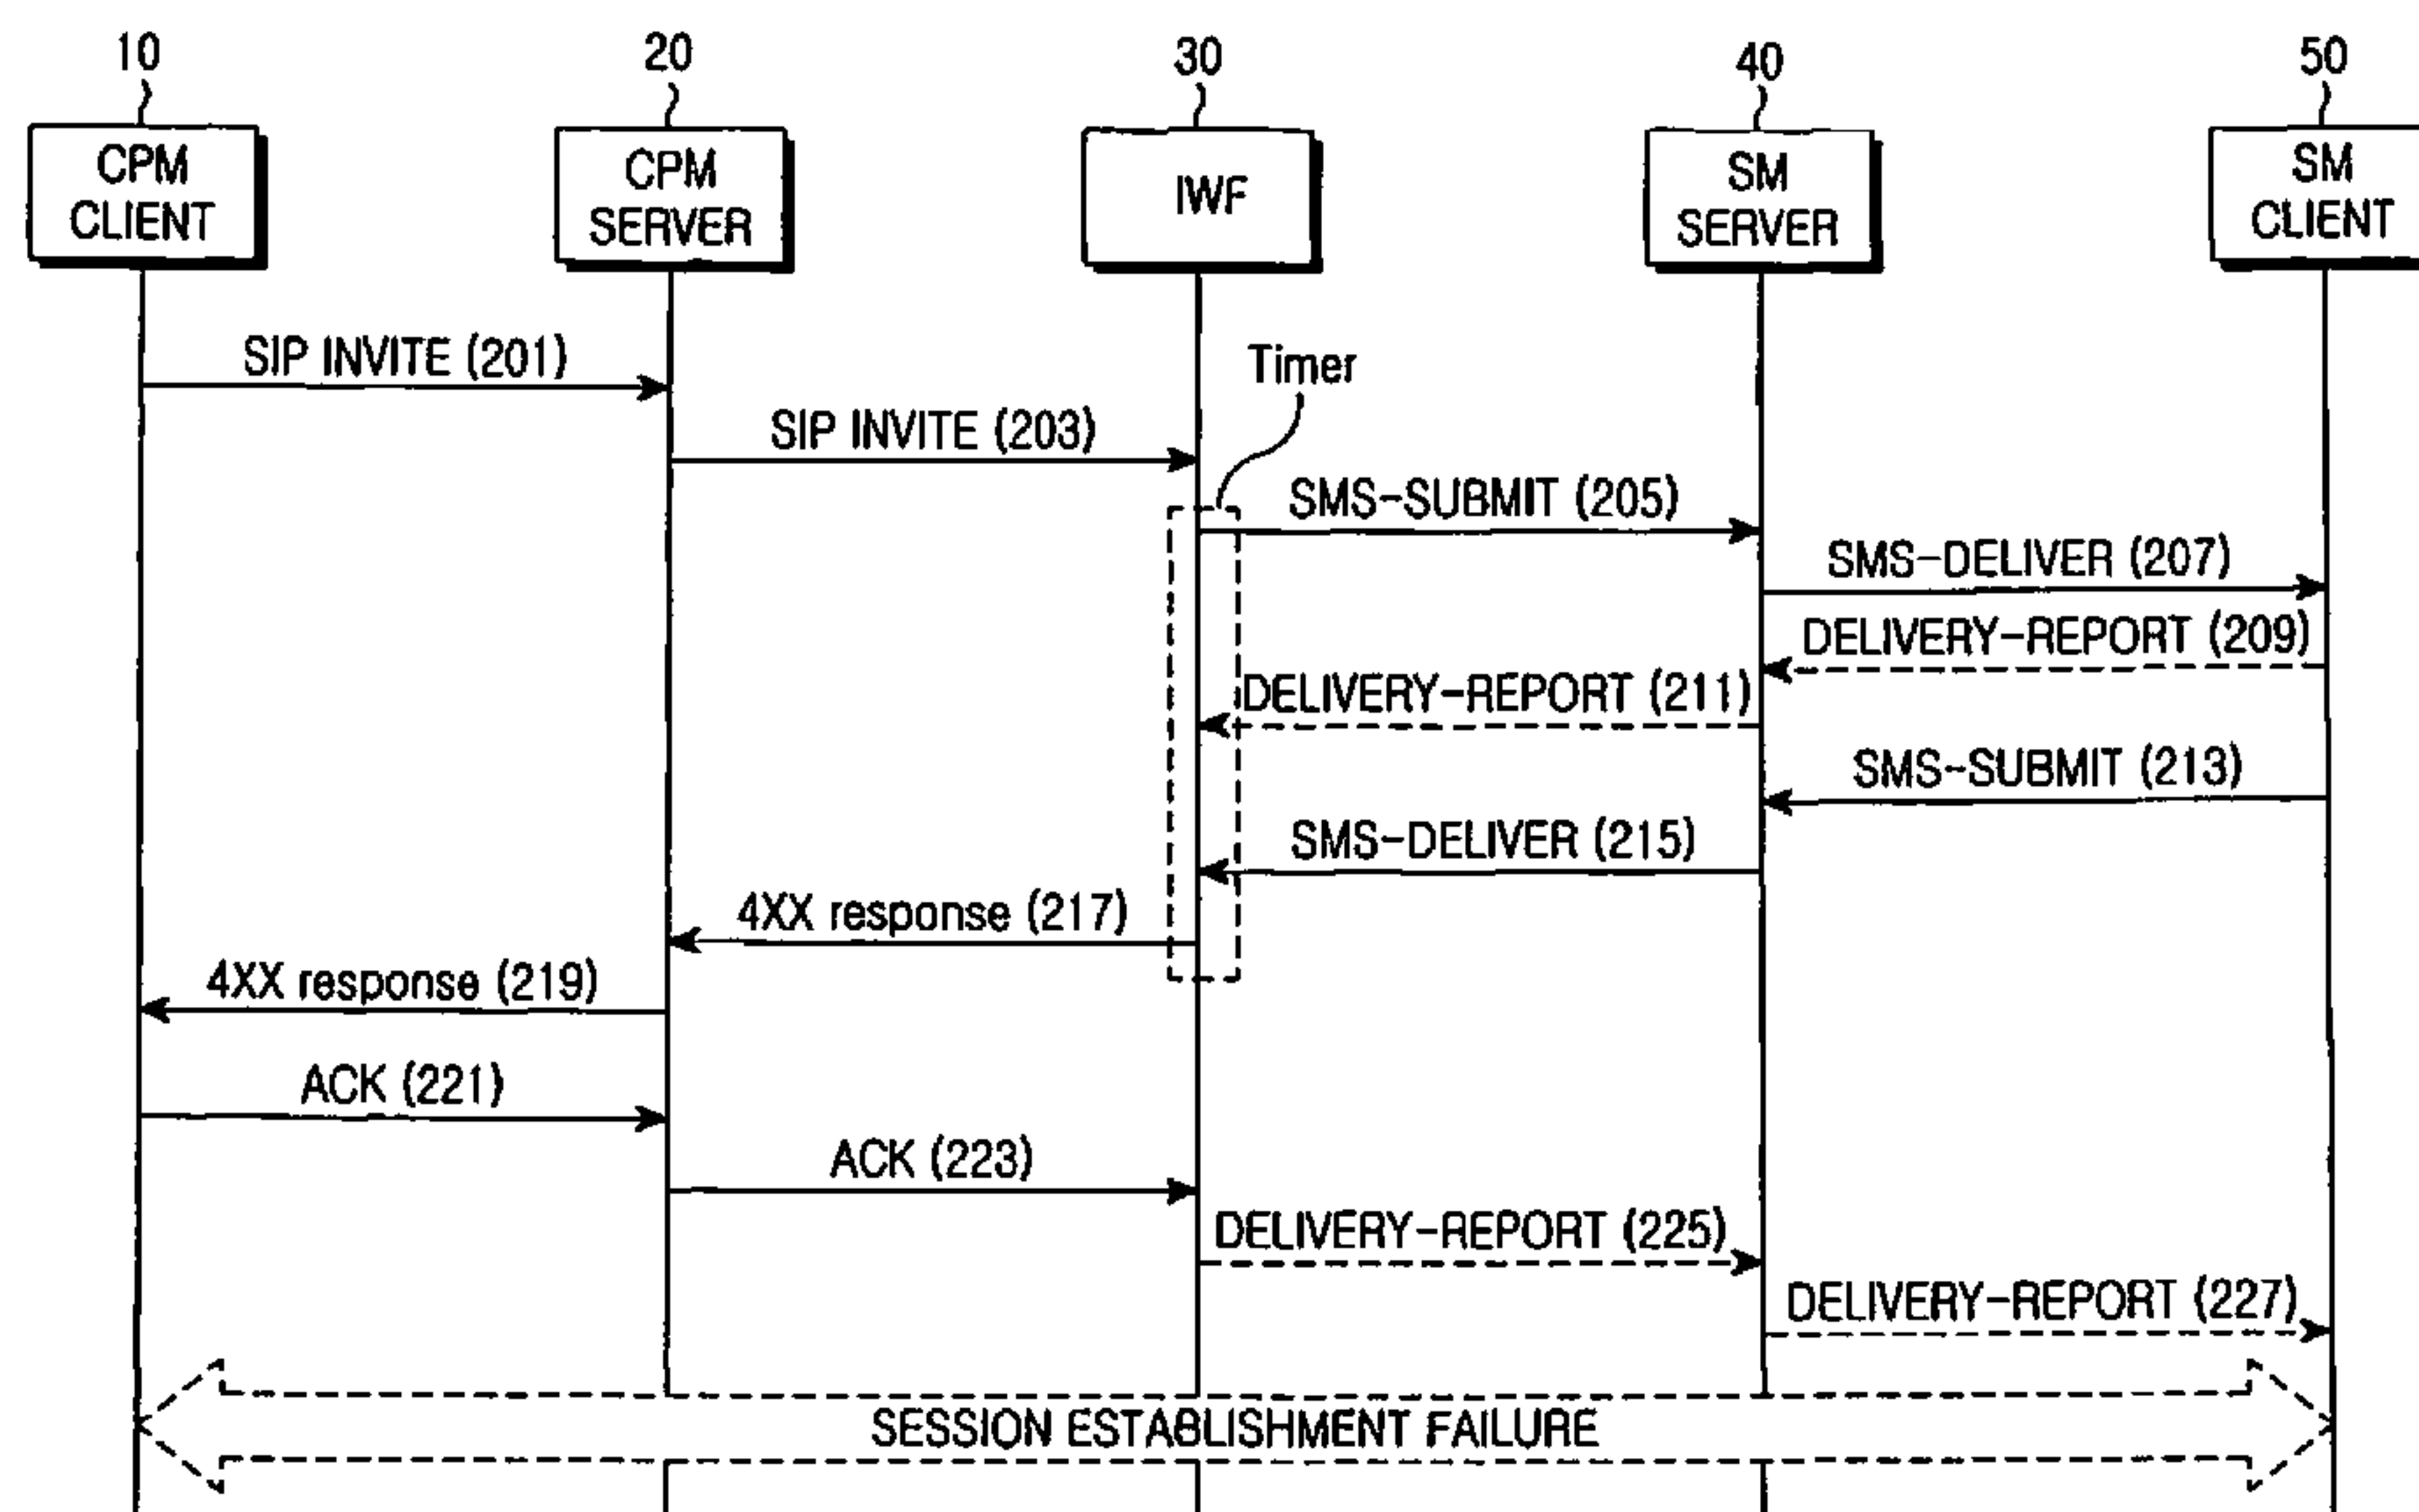 10
20
30
40
50
CPM
CLIENT
CPM
SERVER
IWF
SM
SERVER
SM
CLIENT
SIP INVITE (201)
Timer
SIP INVITE (203)
SMS-SUBMIT (205)
SMS-DELIVER (207)
DELIVERY-REPORT (209)
DELIVERY-REPORT (211)
SMS-SUBMIT (213)
SMS-DELIVER (215)
4XX response (217)
4XX response (219)
ACK (221)
ACK (223)
DELIVERY-REPORT (225)
DELIVERY-REPORT (227)
SESSION ESTABLISHMENT FAILURE